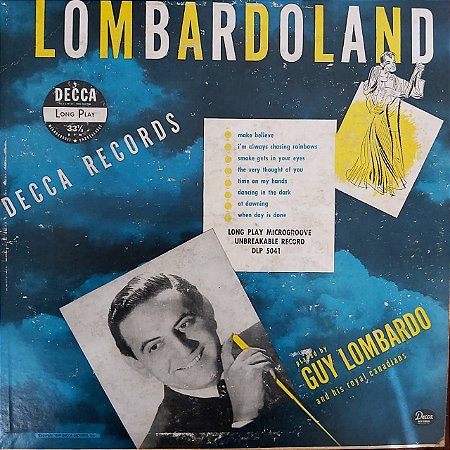 LOMBARDOLAND
DECCA
LONG PLAY
33⅓
DECCA RECORDS
make believe
i'm always chasing rainbows
smoke gets in your eyes
the very thought of you
time on my hands
dancing in the dark
at dawning
when day is done
LONG PLAY MICROGROOVE
UNBREAKABLE RECORD
DLP 5041
played by
GUY LOMBARDO
and his royal canadians
Decca